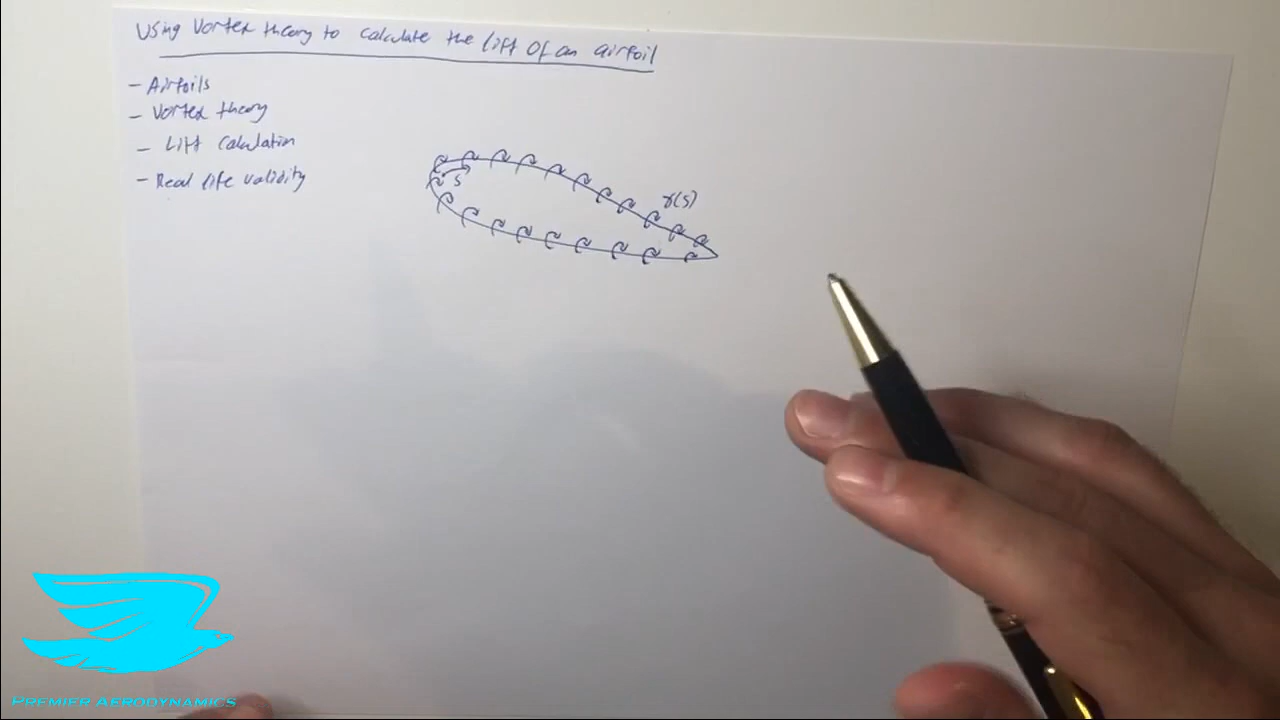 Using Vortex theory to calculate the lift of an airfoil
- Airfoils
- Vortex theory
- Lift calculation
- Real life validity
γ(s)
s
PREMIER AERODYNAMICS